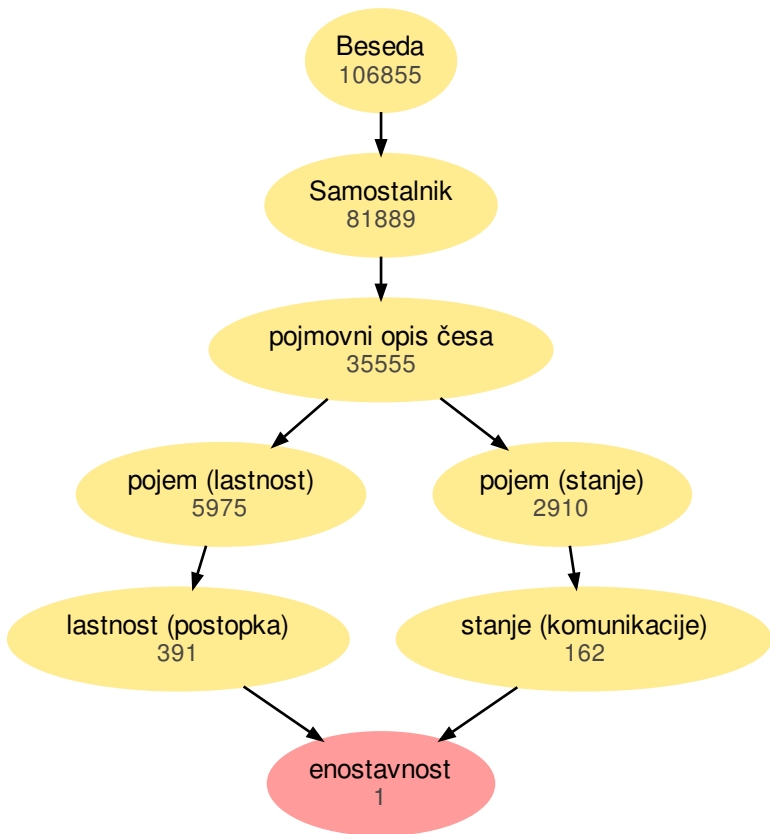 Beseda
106855
Samostalnik
81889
pojmovni opis česa
35555
pojem (lastnost)
5975
pojem (stanje)
2910
lastnost (postopka)
391
stanje (komunikacije)
162
enostavnost
1